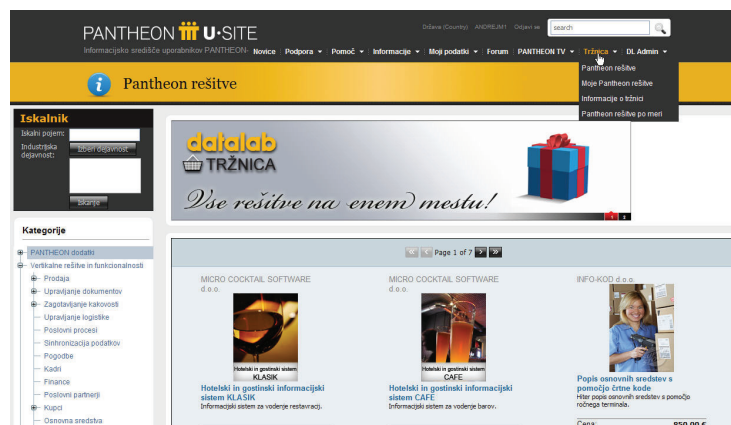 PANTHEON U·SITE
Države (Country) ANDREJM1 Odjavi se search
Informacijsko središče uporabnikov PANTHEON- Novice Podpora Pomoč Informacije Moji podatki Forum PANTHEON TV Tržnica DL Admin
Pantheon rešitve
Moje Pantheon rešitve
Informacije o tržnici
Pantheon rešitve po meri
Pantheon rešitve
Iskalnik
Iskalni pojem:
Industrijska dejavnost:
Izberi dejavnost
Iskanje
datalab
TRŽNICA
Vse rešitve na enem mestu!
1 2
Kategorije
PANTHEON dodatki
Vertikalne rešitve in funkcionalnosti
Prodaja
Upravljanje dokumentov
Zagotavljanje kakovosti
Upravljanje logistike
Poslovni procesi
Sinhronizacija podatkov
Pogodbe
Kadri
Finance
Poslovni partnerji
Kupci
Osnovna sredstva
Page 1 of 7
MICRO COCKTAIL SOFTWARE
d.o.o.
Hotelski in gostinski sistem
KLASIK
Hotelski in gostinski informacijski
sistem KLASIK
Informacijski sistem za vodenje restavracij.
MICRO COCKTAIL SOFTWARE
d.o.o.
Hotelski in gostinski sistem
CAFE
Hotelski in gostinski informacijski
sistem CAFE
Informacijski sistem za vodenje barov.
INFO-KOD d.o.o.
Popis osnovnih sredstev s
pomočjo črtne kode
Hiter popis osnovnih sredstev s pomočjo
ročnega terminala.
Cena: 850,00 €